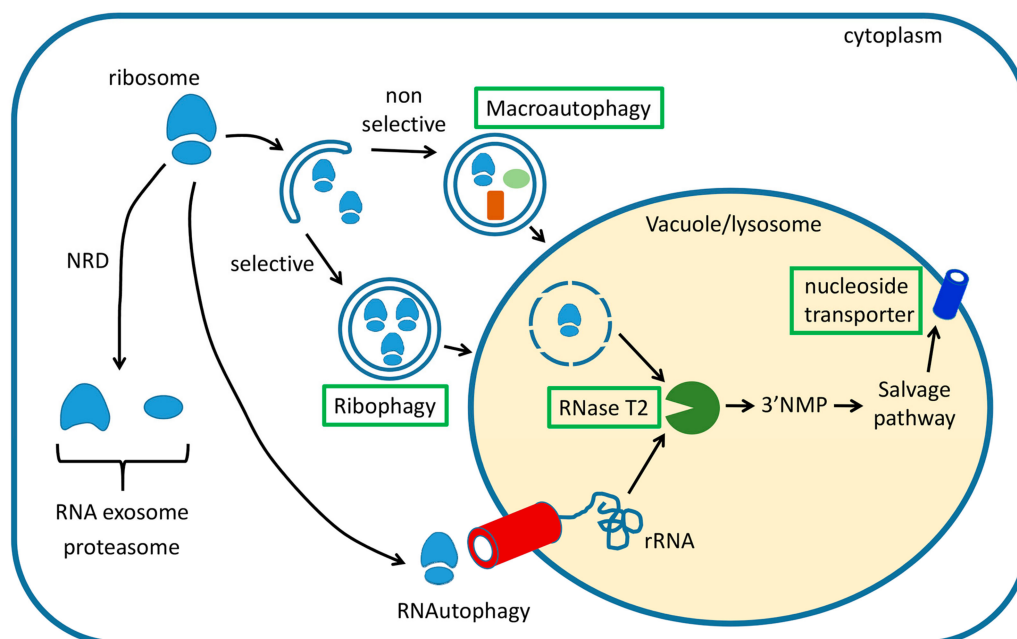 cytoplasm
ribosome
non
selective
Macroautophagy
NRD
selective
Vacuole/lysosome
nucleoside
transporter
Ribophagy
RNase T2
3’NMP
Salvage
pathway
RNA exosome
proteasome
rRNA
RNAutophagy